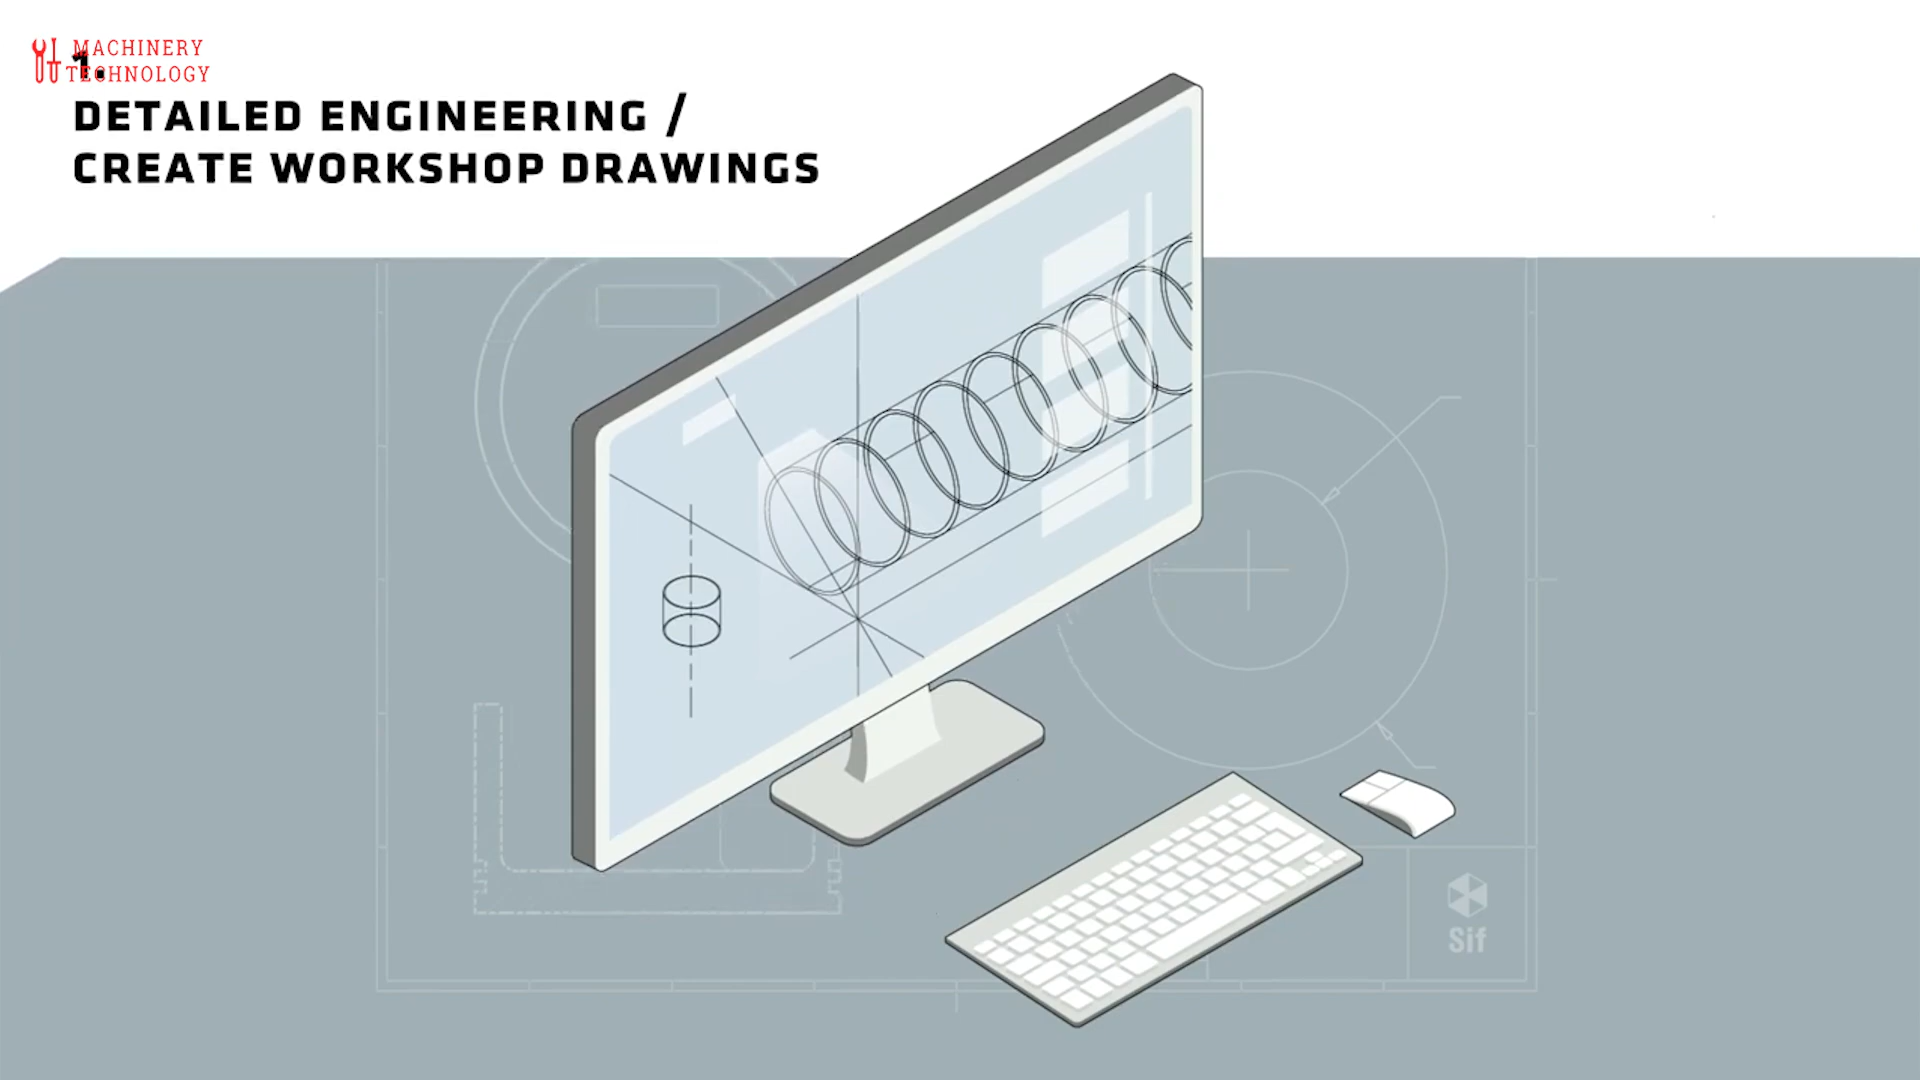 MACHINERY
TECHNOLOGY
1.
DETAILED ENGINEERING /
CREATE WORKSHOP DRAWINGS
Sif